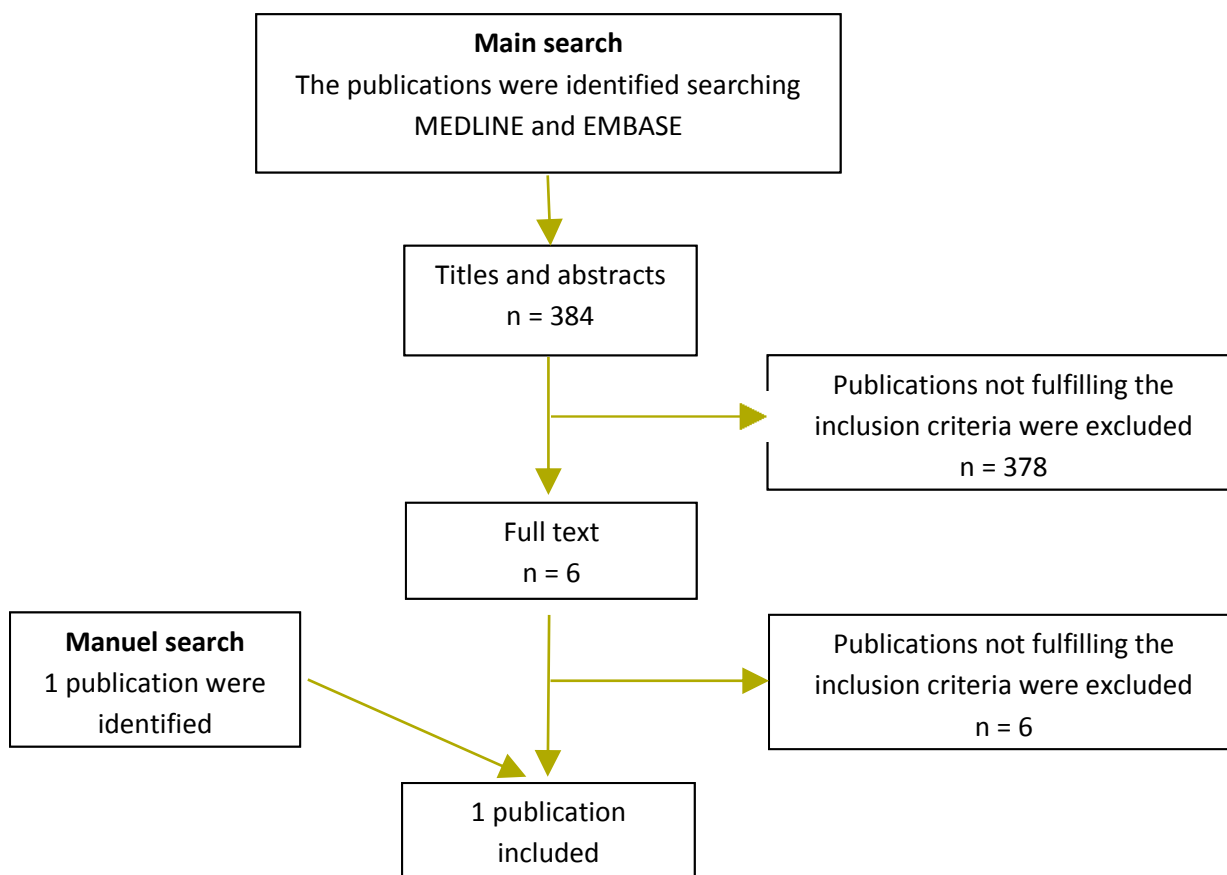 Main search
The publications were identified searching
MEDLINE and EMBASE
Titles and abstracts
n = 384
Publications not fulfilling the
inclusion criteria were excluded
n = 378
Full text
n = 6
Manuel search
1 publication were
identified
Publications not fulfilling the
inclusion criteria were excluded
n = 6
1 publication
included